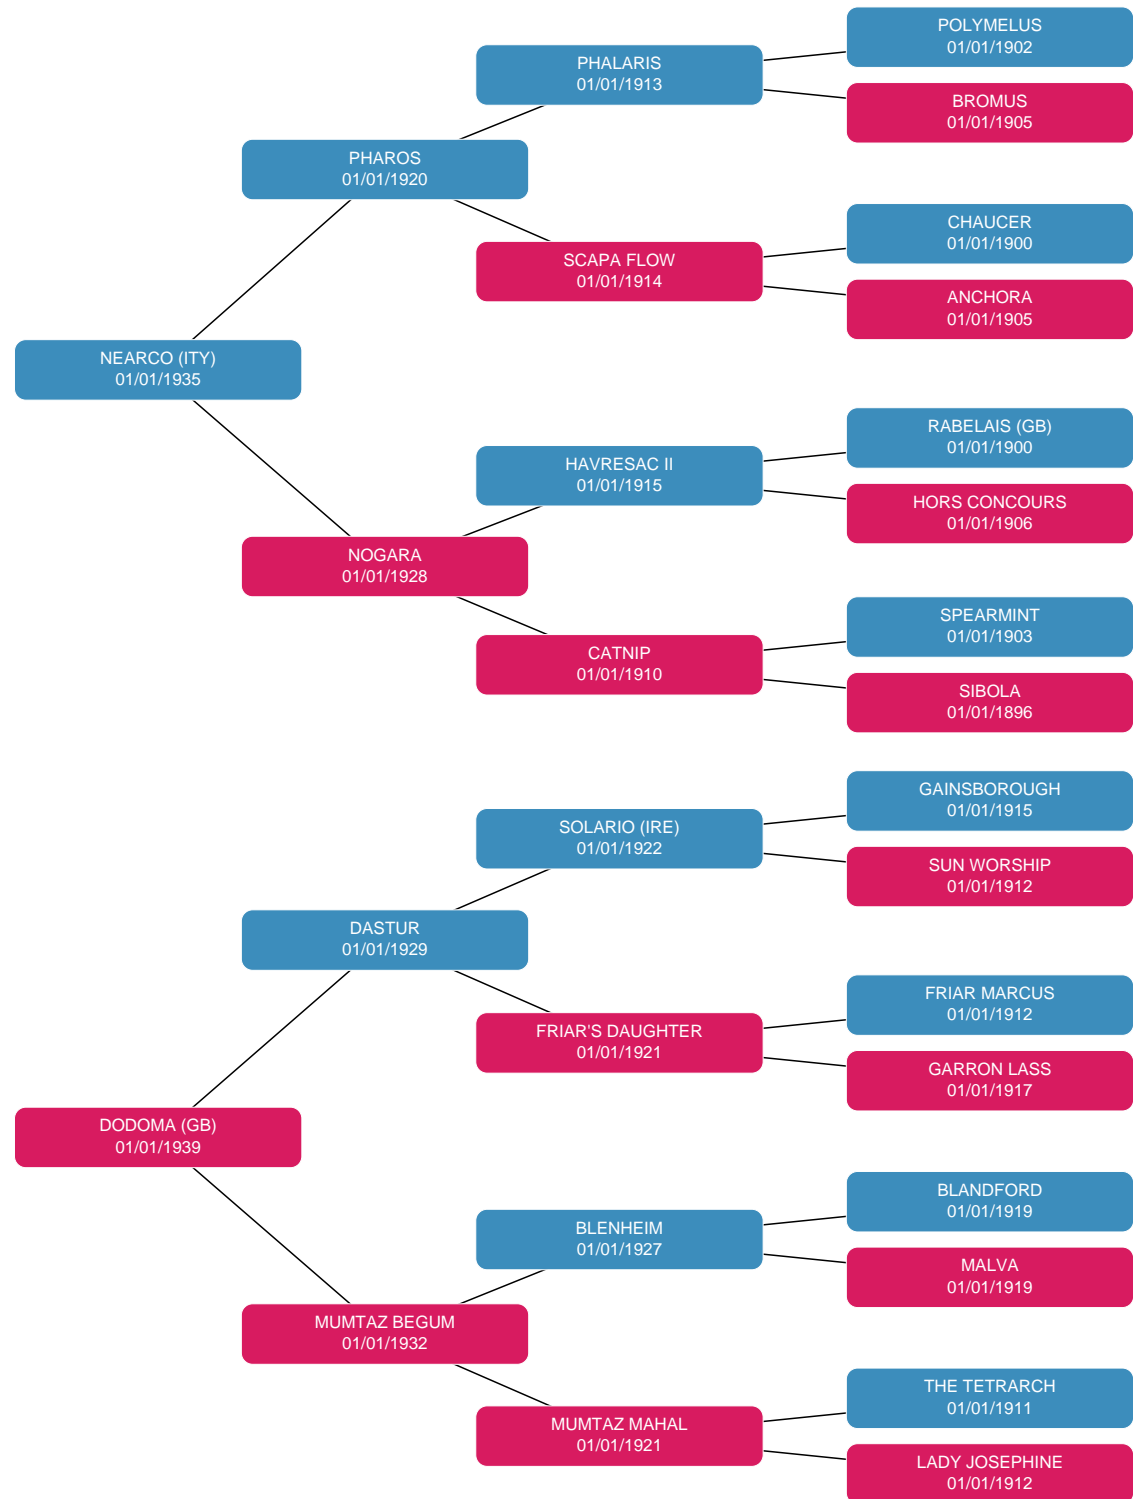 POLYMELUS
01/01/1902
PHALARIS
01/01/1913
BROMUS
01/01/1905
PHAROS
01/01/1920
CHAUCER
01/01/1900
SCAPA FLOW
01/01/1914
ANCHORA
01/01/1905
NEARCO (ITY)
01/01/1935
RABELAIS (GB)
01/01/1900
HAVRESAC II
01/01/1915
HORS CONCOURS
01/01/1906
NOGARA
01/01/1928
SPEARMINT
01/01/1903
CATNIP
01/01/1910
SIBOLA
01/01/1896
GAINSBOROUGH
01/01/1915
SOLARIO (IRE)
01/01/1922
SUN WORSHIP
01/01/1912
DASTUR
01/01/1929
FRIAR MARCUS
01/01/1912
FRIAR'S DAUGHTER
01/01/1921
GARRON LASS
01/01/1917
DODOMA (GB)
01/01/1939
BLANDFORD
01/01/1919
BLENHEIM
01/01/1927
MALVA
01/01/1919
MUMTAZ BEGUM
01/01/1932
THE TETRARCH
01/01/1911
MUMTAZ MAHAL
01/01/1921
LADY JOSEPHINE
01/01/1912